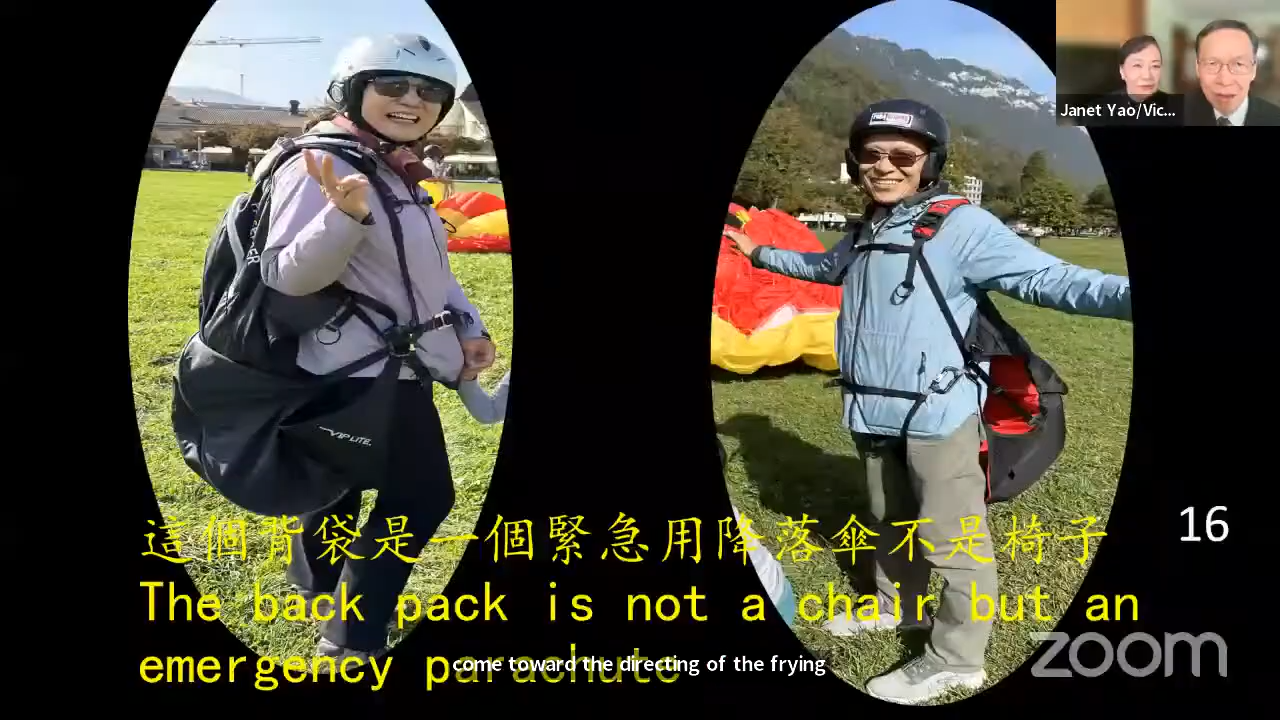 Janet Yao/Vic...
VIP LITE.
16
這個背袋是一個緊急用降落傘不是椅子
The back pack is not a chair but an
emergency parachute
come toward the directing of the frying
zoom